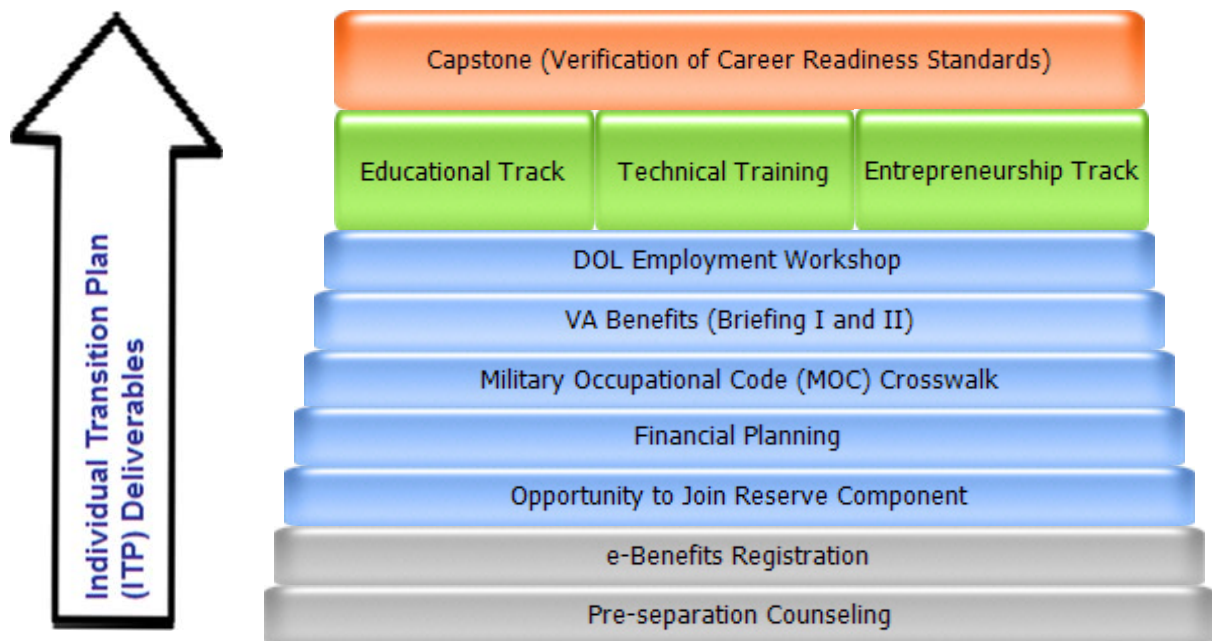 Individual Transition Plan
(ITP) Deliverables
Capstone (Verification of Career Readiness Standards)
Educational Track
Technical Training
Entrepreneurship Track
DOL Employment Workshop
VA Benefits (Briefing I and II)
Military Occupational Code (MOC) Crosswalk
Financial Planning
Opportunity to Join Reserve Component
e-Benefits Registration
Pre-separation Counseling